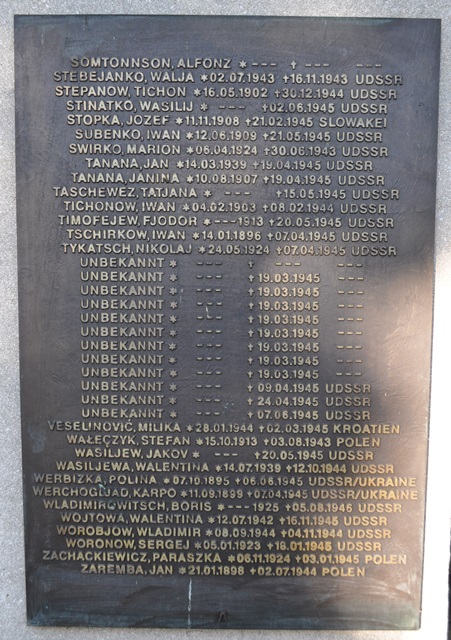 SOMTONNSON, ALFONZ * --- † --- ---
STEBEJANKO, WALJA *02.07.1943 †16.11.1943 UDSSR
STEPANOW, TICHON *16.05.1902 †30.12.1944 UDSSR
STINATKO, WASILIJ * --- †02.06.1945 UDSSR
STOPKA, JÓZEF *11.11.1908 †21.02.1945 SLOWAKEI
SUBENKO, IWAN *12.06.1909 †21.05.1945 UDSSR
SWIRKO, MARION *06.04.1924 †30.06.1943 UDSSR
TANANA, JAN *14.03.1939 †19.04.1945 UDSSR
TANANA, JANINA *10.08.1907 †19.04.1945 UDSSR
TASCHEWEZ, TATJANA * --- †15.05.1945 UDSSR
TICHONOW, IWAN *04.02.1903 †08.02.1944 UDSSR
TIMOFEJEW, FJODOR *---1913 †20.05.1945 UDSSR
TSCHIRKOW, IWAN *14.01.1896 †07.04.1945 UDSSR
TYKATSCH, NIKOLAJ *24.05.1924 †07.04.1945 UDSSR
UNBEKANNT * --- † --- ---
UNBEKANNT * --- †19.03.1945 ---
UNBEKANNT * --- †19.03.1945 ---
UNBEKANNT * --- †19.03.1945 ---
UNBEKANNT * --- †19.03.1945 ---
UNBEKANNT * --- †19.03.1945 ---
UNBEKANNT * --- †19.03.1945 ---
UNBEKANNT * --- †19.03.1945 ---
UNBEKANNT * --- †19.03.1945 ---
UNBEKANNT * --- †09.04.1945 UDSSR
UNBEKANNT * --- †24.04.1945 UDSSR
UNBEKANNT * --- †07.06.1945 UDSSR
VESELINOVIĆ, MILIKA *28.01.1944 †02.03.1945 KROATIEN
WAŁĘCZYK, STEFAN *15.10.1913 †03.08.1943 POLEN
WASILJEW, JAKOV * --- †20.05.1945 UDSSR
WASILJEWA, WALENTINA *14.07.1939 †12.10.1944 UDSSR
WERBIZKA, POLINA *07.10.1895 †06.06.1945 UDSSR/UKRAINE
WERCHOGLJAD, KARPO *11.09.1899 †07.04.1945 UDSSR/UKRAINE
WLADIMIROWITSCH, BORIS *--- 1925 †05.08.1946 UDSSR
WOJTOWA, WALENTINA *12.07.1942 †16.11.1945 UDSSR
WOROBJOW, WLADIMIR *08.09.1944 †04.11.1944 UDSSR
WORONOW, SERGEJ *05.01.1923 †18.01.1945 UDSSR
ZACHACKIEWICZ, PARASZKA *06.11.1924 †03.01.1945 POLEN
ZAREMBA, JAN *21.01.1898 †02.07.1944 POLEN